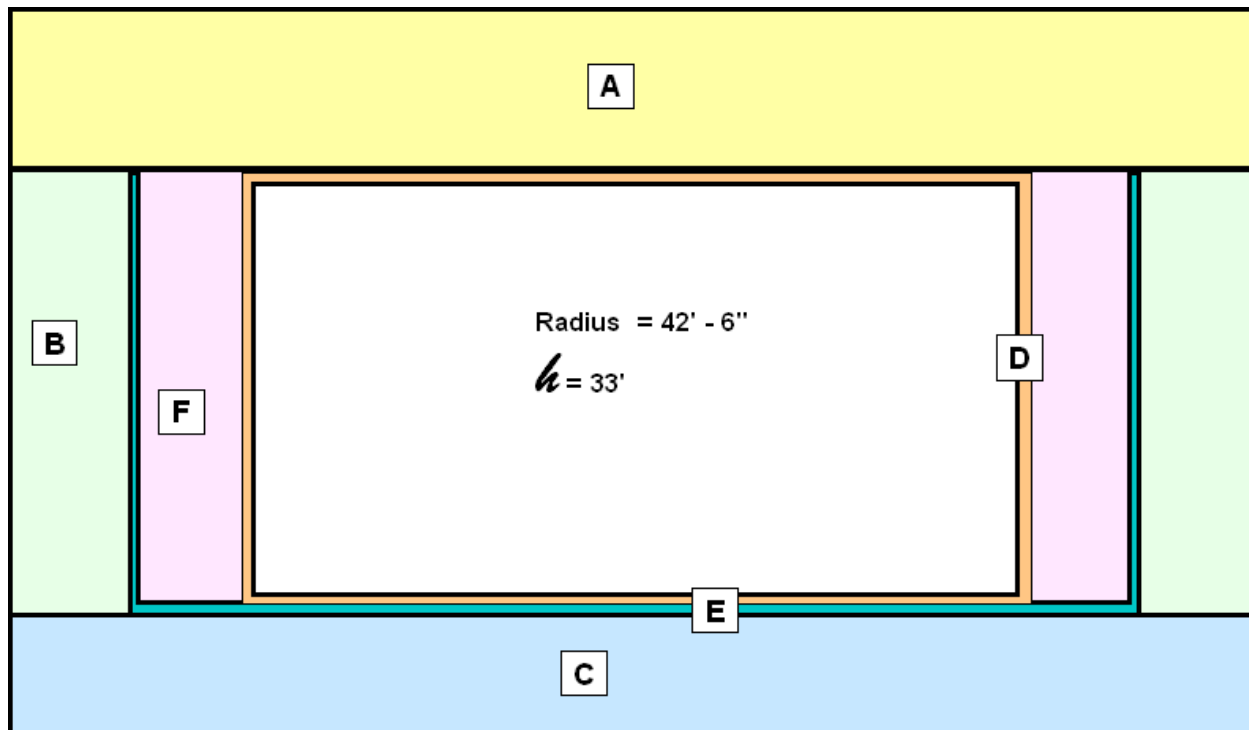 A
Radius = 42' - 6"
B
D
h = 33'
F
E
C